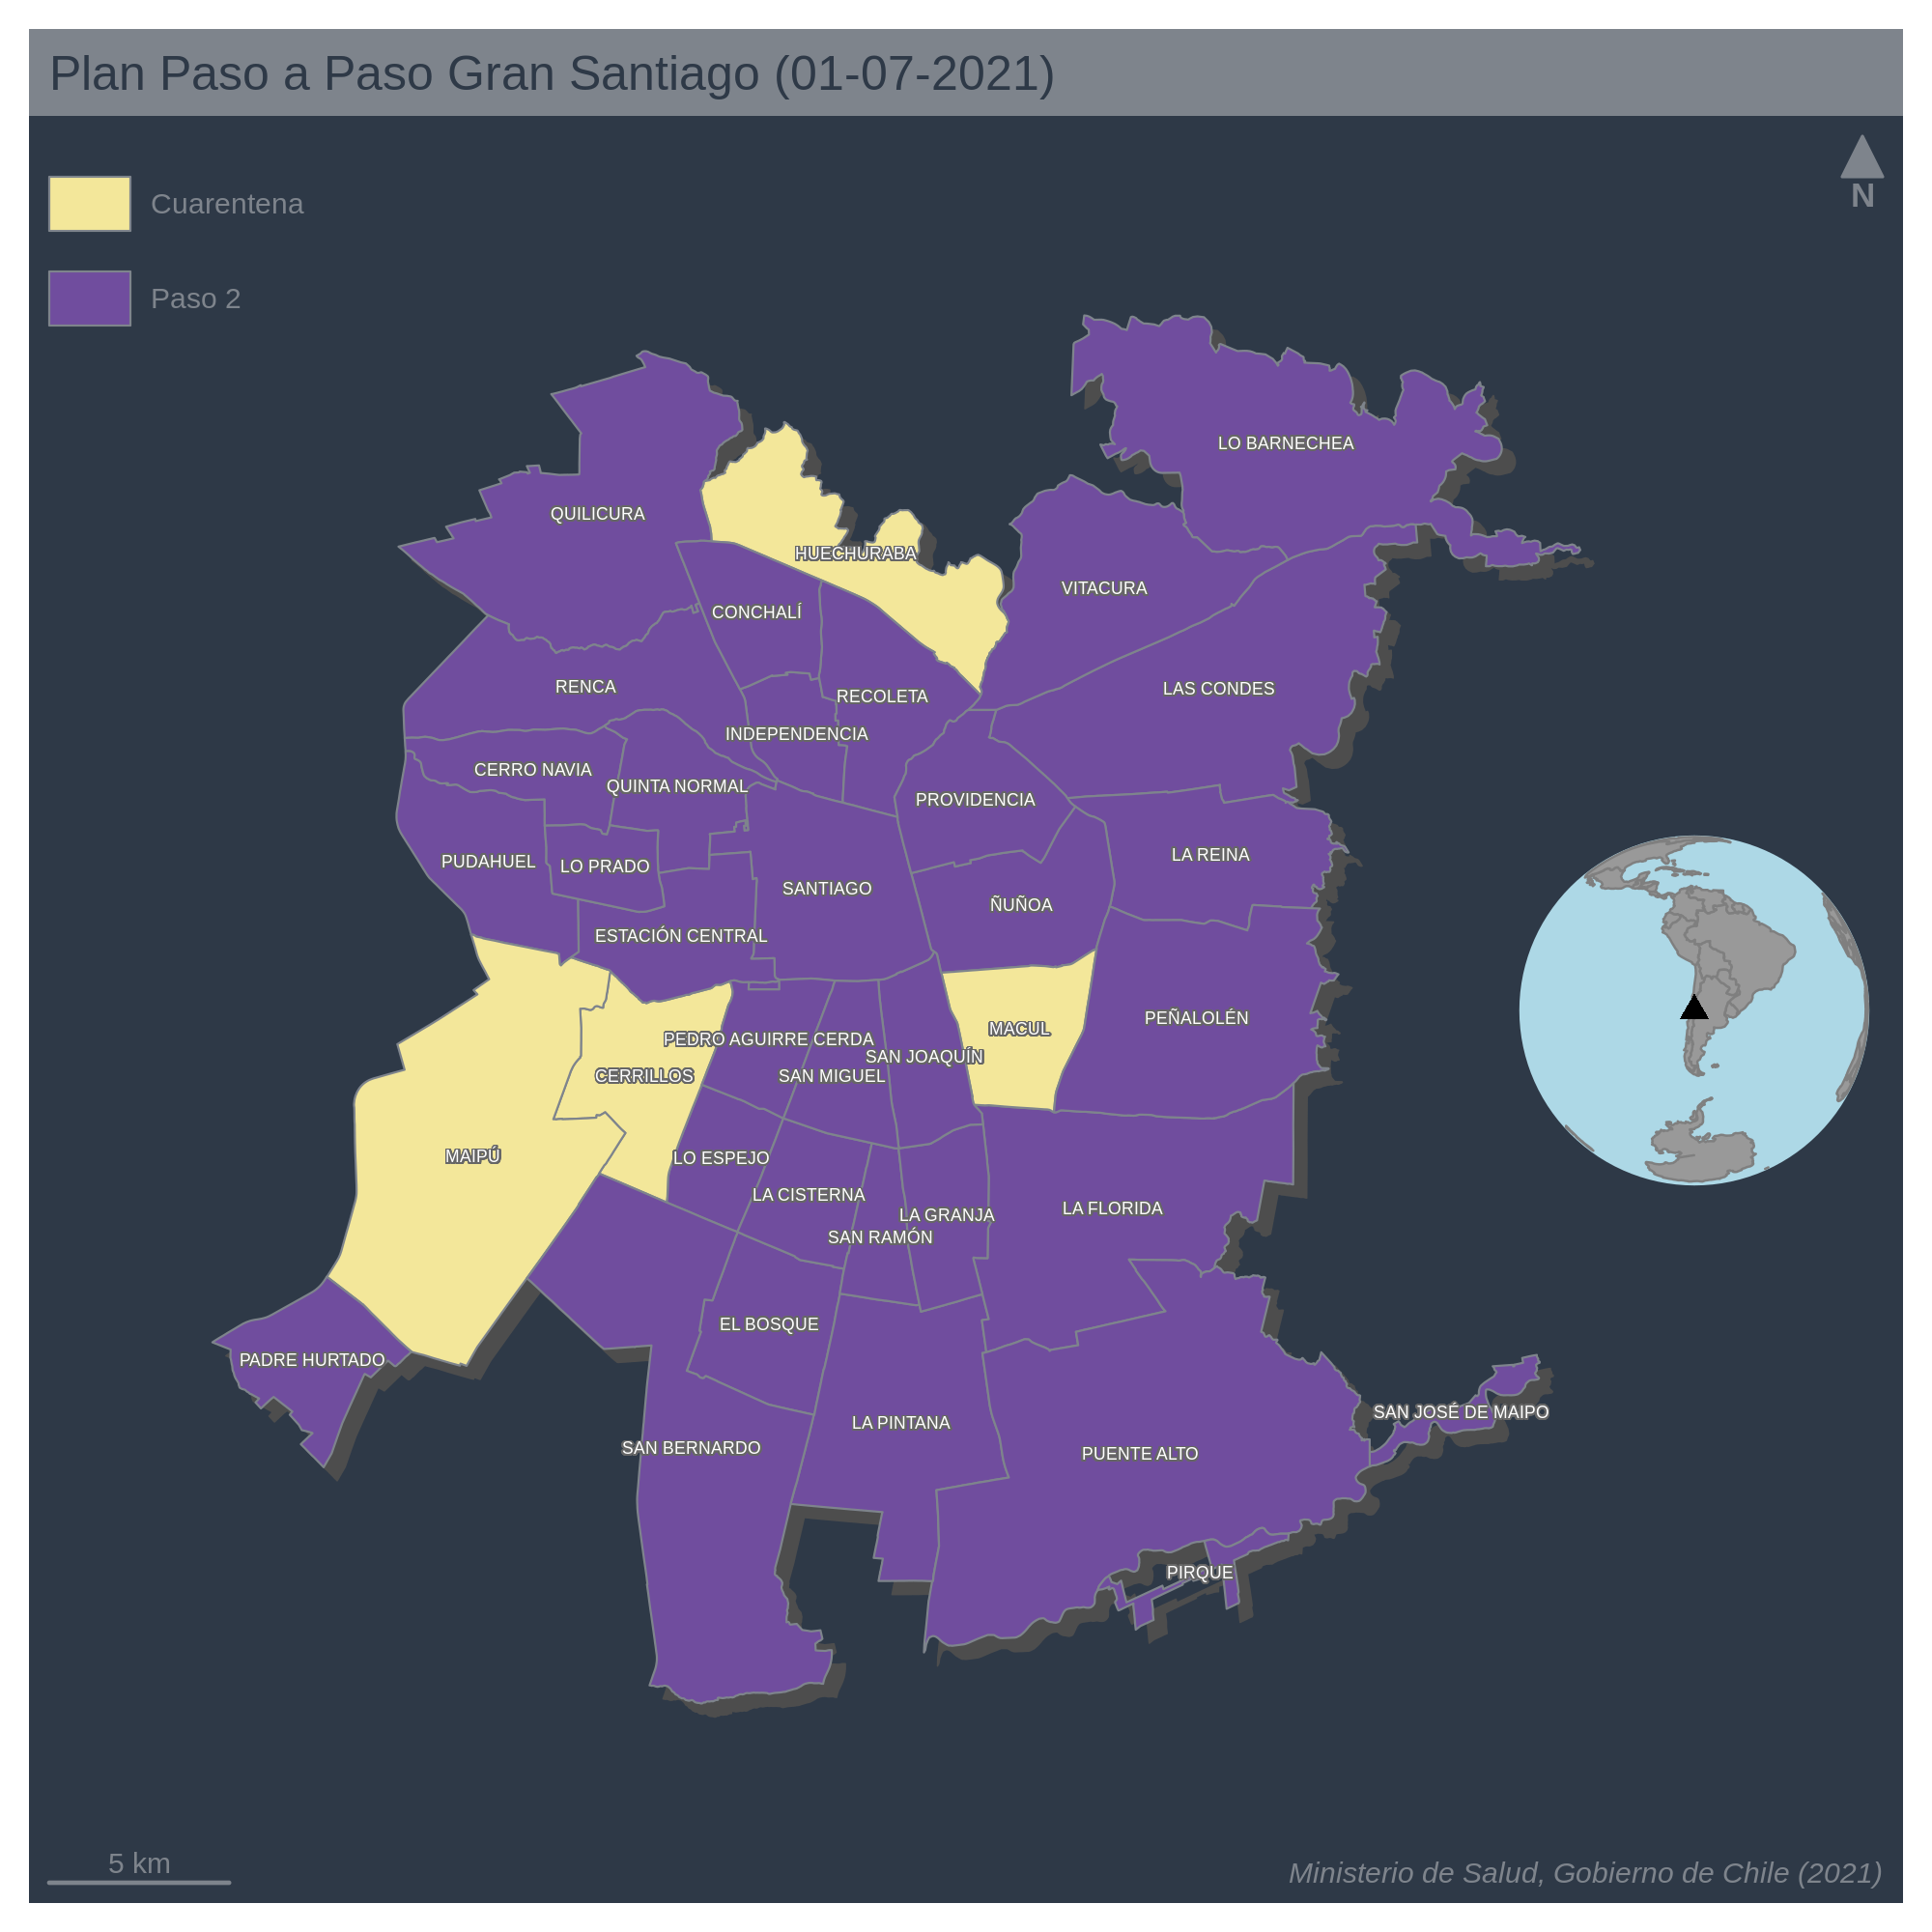 Plan Paso a Paso Gran Santiago (01-07-2021)
N
Cuarentena
Paso 2
LO BARNECHEA
QUILICURA
HUECHURABA
VITACURA
CONCHALÍ
RENCA
LAS CONDES
RECOLETA
INDEPENDENCIA
CERRO NAVIA
QUINTA NORMAL
PROVIDENCIA
LA REINA
PUDAHUEL
LO PRADO
SANTIAGO
ÑUÑOA
ESTACIÓN CENTRAL
PEÑALOLÉN
MACUL
PEDRO AGUIRRE CERDA
SAN JOAQUÍN
CERRILLOS
SAN MIGUEL
MAIPÚ
LO ESPEJO
LA CISTERNA
LA FLORIDA
LA GRANJA
SAN RAMÓN
EL BOSQUE
PADRE HURTADO
SAN JOSÉ DE MAIPO
LA PINTANA
SAN BERNARDO
PUENTE ALTO
PIRQUE
5 km
Ministerio de Salud, Gobierno de Chile (2021)